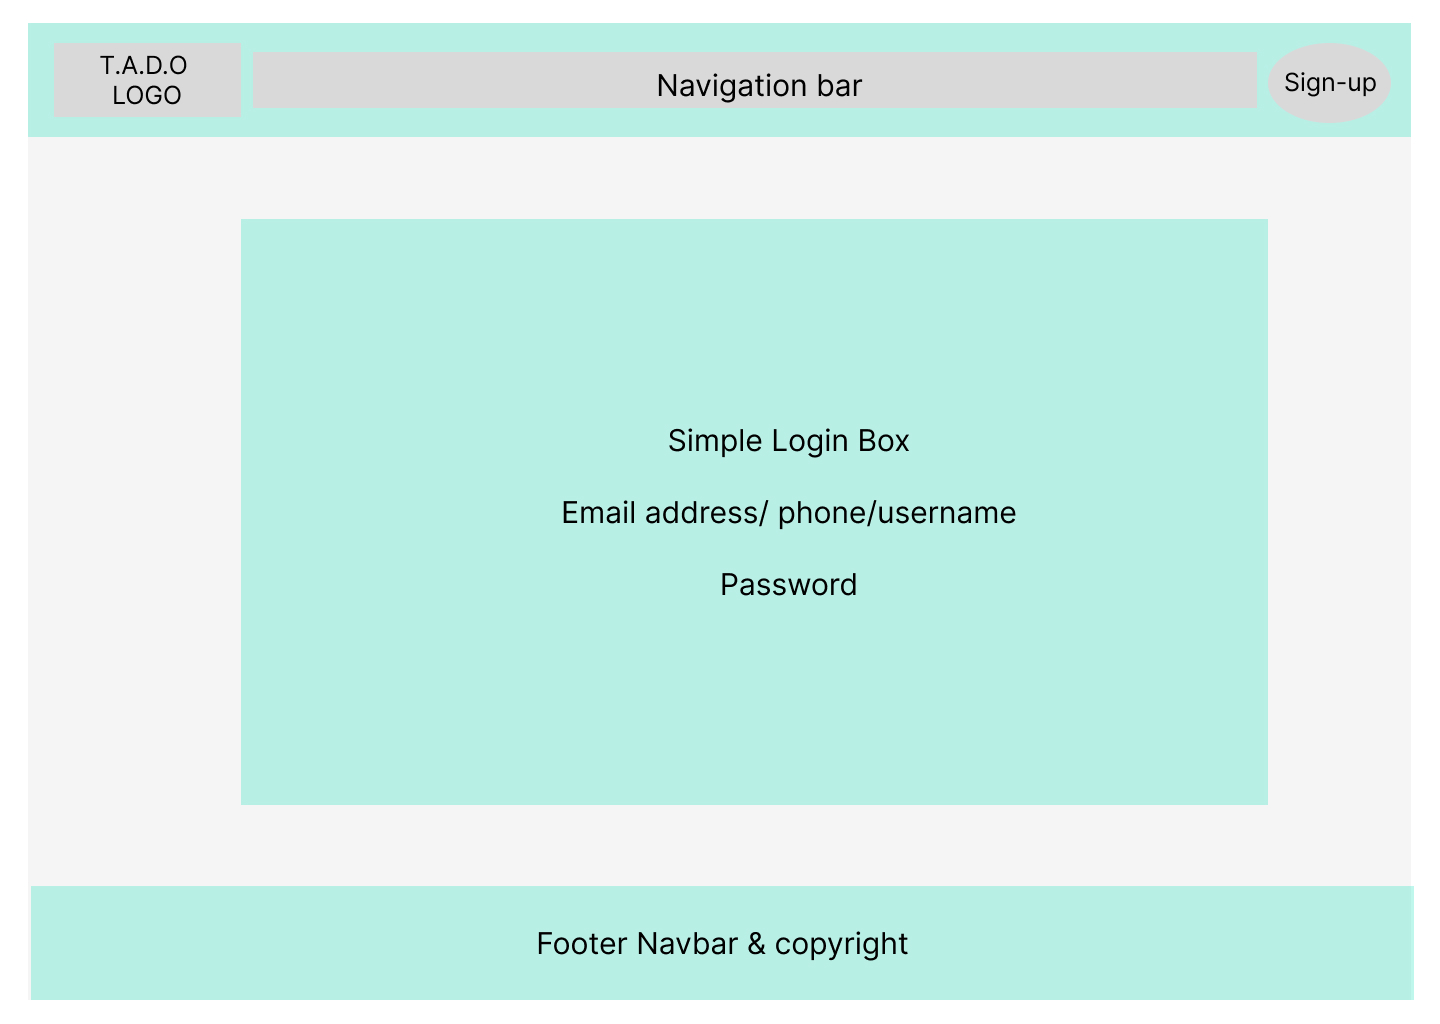 T.A.D.O
LOGO
Navigation bar
Sign-up
Simple Login Box
Email address/ phone/username
Password
Footer Navbar & copyright